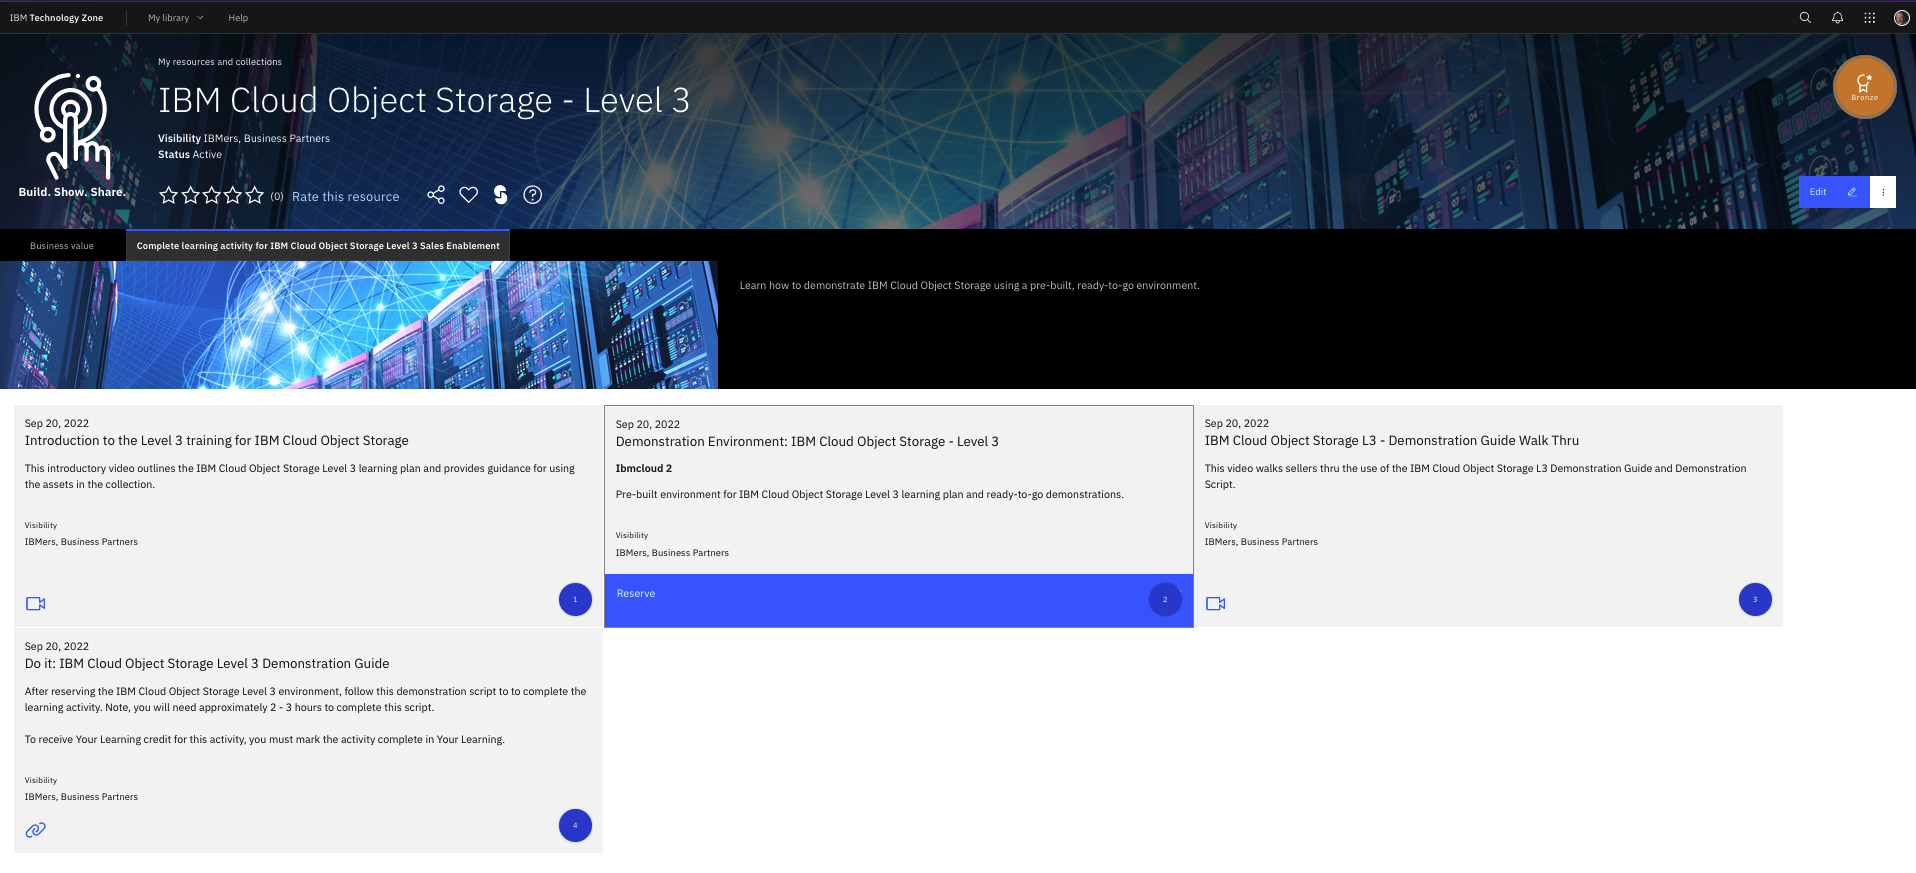 IBM Technology Zone
My library
Help
My resources and collections
IBM Cloud Object Storage - Level 3
Bronze
Visibility IBMers, Business Partners
Status Active
Build. Show. Share.
(0) Rate this resource
Edit
Business value
Complete learning activity for IBM Cloud Object Storage Level 3 Sales Enablement
Learn how to demonstrate IBM Cloud Object Storage using a pre-built, ready-to-go environment.
Sep 20, 2022
Introduction to the Level 3 training for IBM Cloud Object Storage
This introductory video outlines the IBM Cloud Object Storage Level 3 learning plan and provides guidance for using
the assets in the collection.
Visibility
IBMers, Business Partners
1
Sep 20, 2022
Demonstration Environment: IBM Cloud Object Storage - Level 3
Ibmcloud 2
Pre-built environment for IBM Cloud Object Storage Level 3 learning plan and ready-to-go demonstrations.
Visibility
IBMers, Business Partners
Reserve
2
Sep 20, 2022
IBM Cloud Object Storage L3 - Demonstration Guide Walk Thru
This video walks sellers thru the use of the IBM Cloud Object Storage L3 Demonstration Guide and Demonstration
Script.
Visibility
IBMers, Business Partners
3
Sep 20, 2022
Do it: IBM Cloud Object Storage Level 3 Demonstration Guide
After reserving the IBM Cloud Object Storage Level 3 environment, follow this demonstration script to to complete the
learning activity. Note, you will need approximately 2 - 3 hours to complete this script.
To receive Your Learning credit for this activity, you must mark the activity complete in Your Learning.
Visibility
IBMers, Business Partners
4